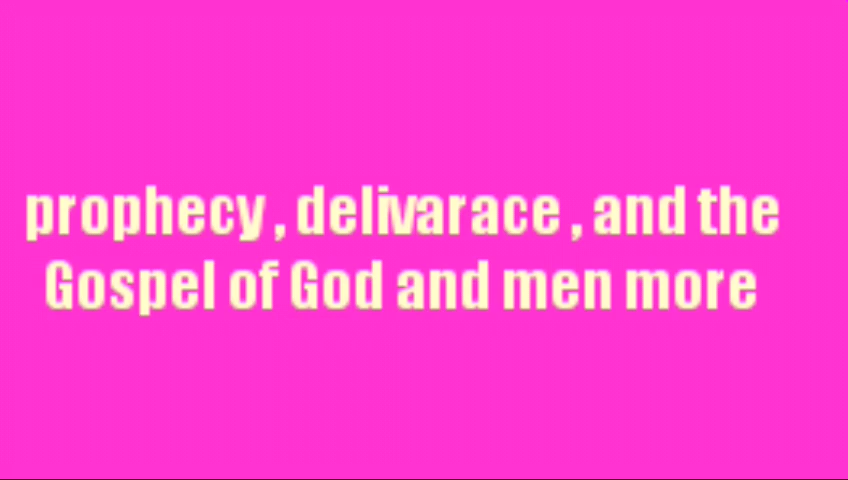 prophecy , delivarace , and the
Gospel of God and men more